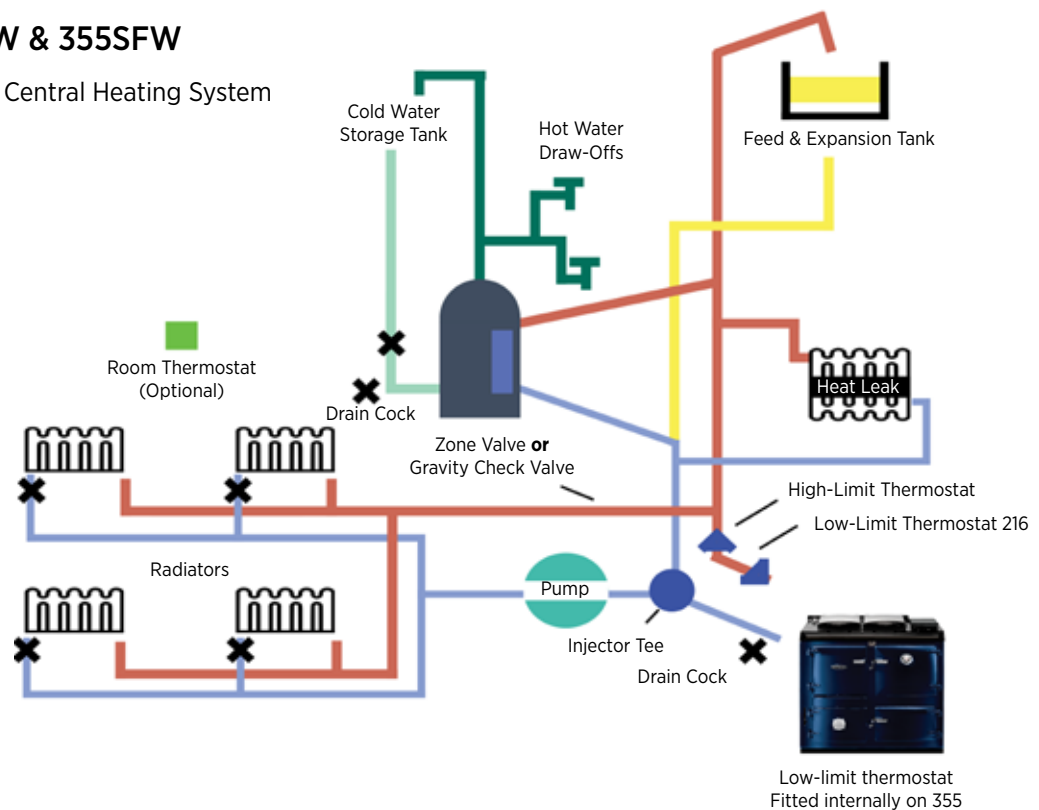 W & 355SFW
Central Heating System
Cold Water
Storage Tank
Hot Water
Draw-Offs
Feed & Expansion Tank
Room Thermostat
(Optional)
Drain Cock
Heat Leak
Zone Valve or
Gravity Check Valve
High-Limit Thermostat
Low-Limit Thermostat 216
Radiators
Pump
Injector Tee
Drain Cock
Low-limit thermostat
Fitted internally on 355